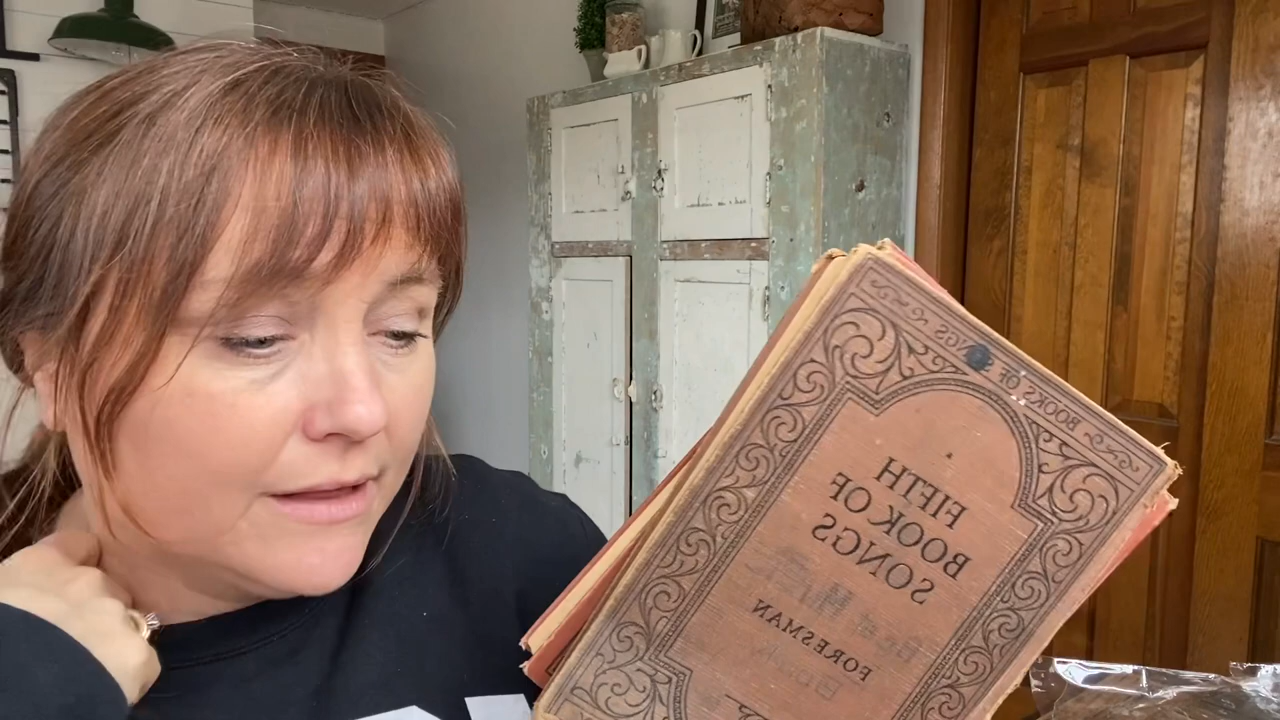 BOOKS OF SONGS
FIFTH
BOOK OF
SONGS
FORESMAN